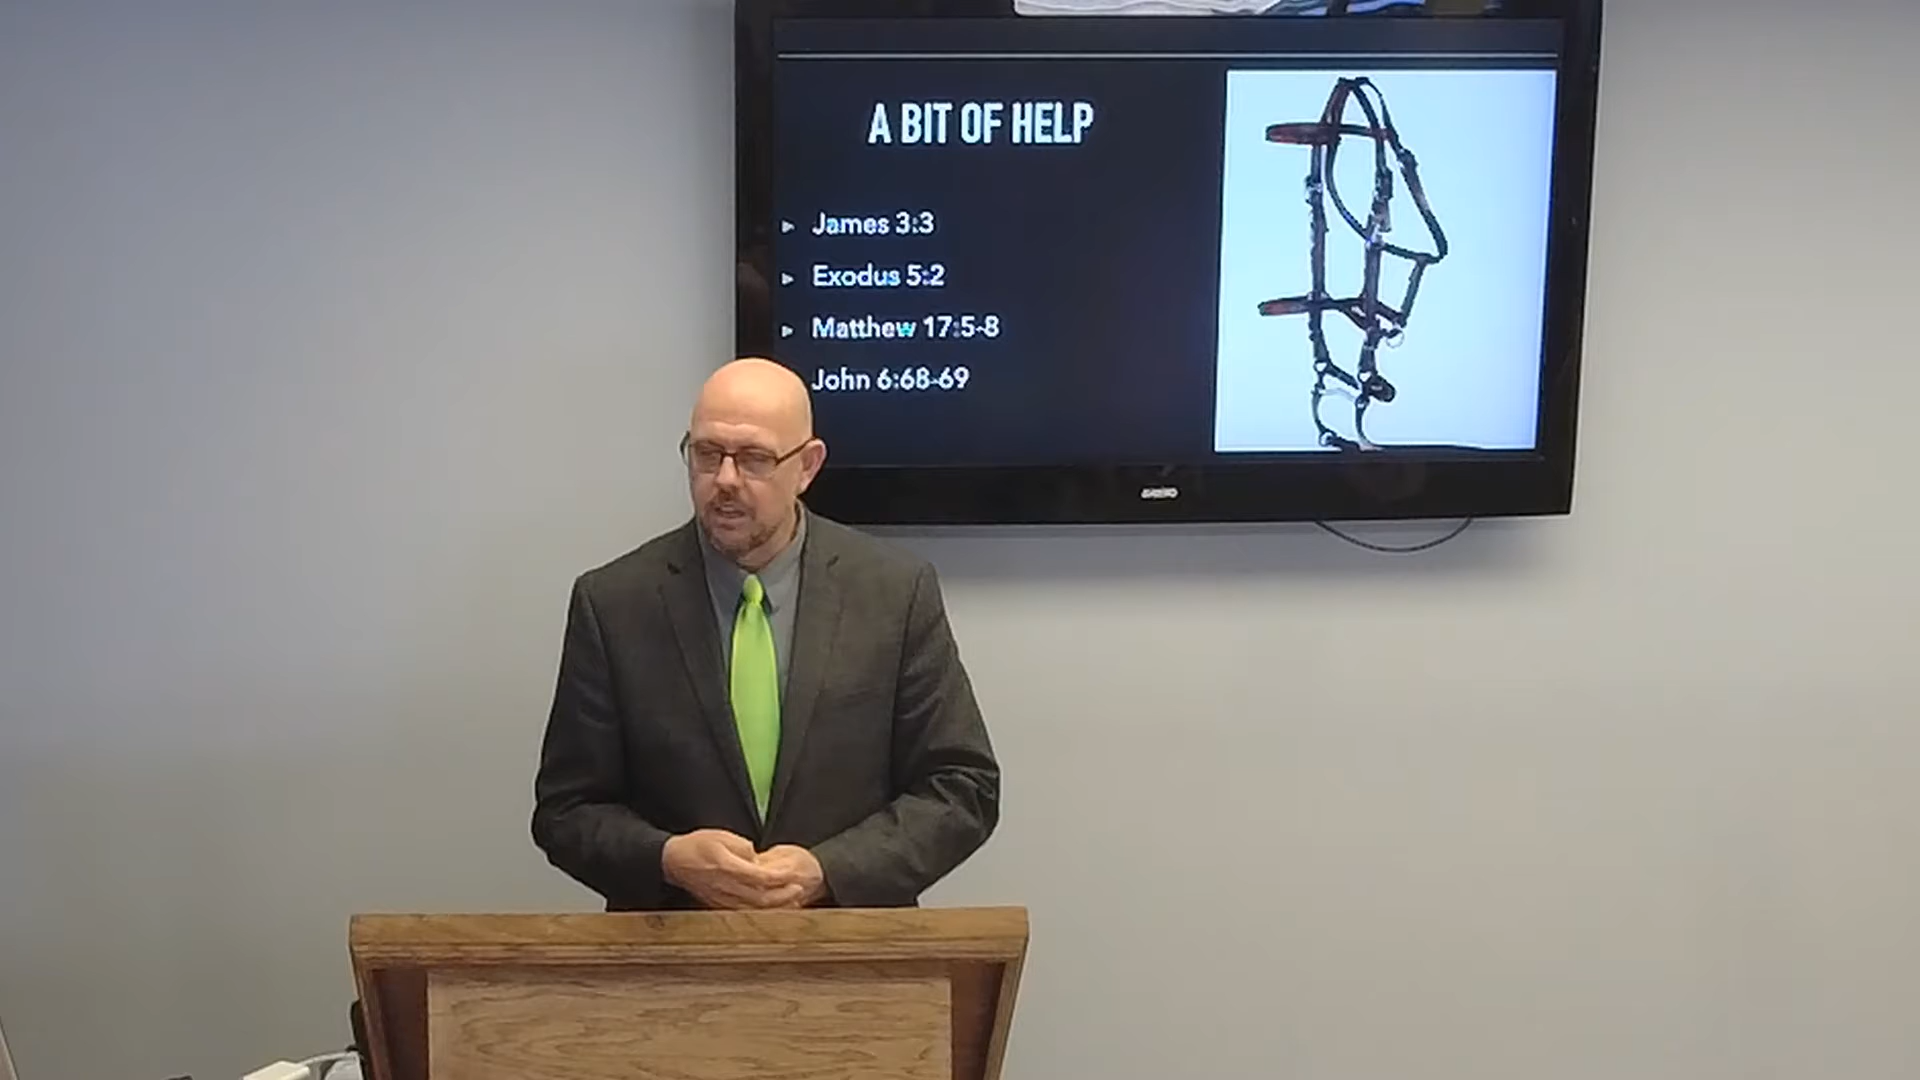 A BIT OF HELP
James 3:3
Exodus 5:2
Matthew 17:5-8
John 6:68-69